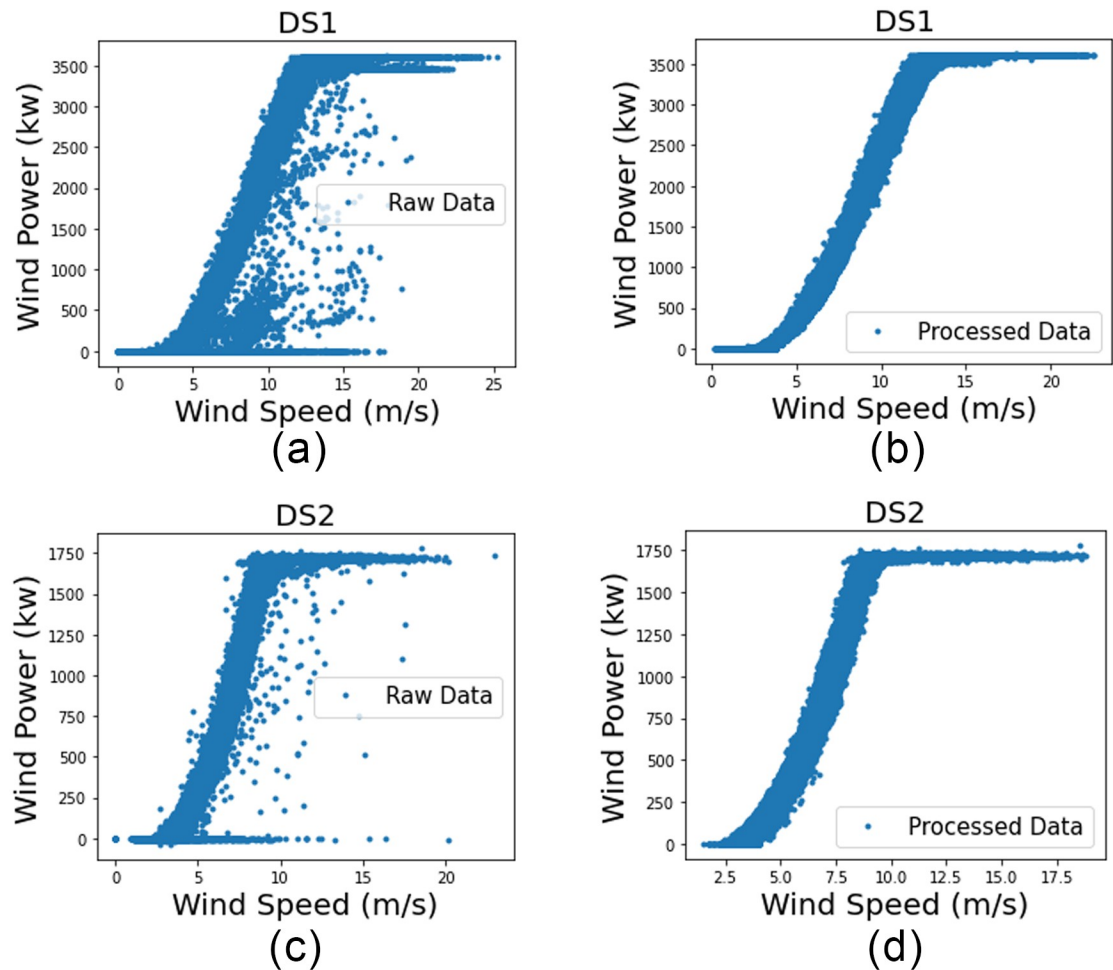 DS1
Wind Power (kw)
3500
3000
2500
2000
1500
1000
500
0
Raw Data
0 5 10 15 20 25
Wind Speed (m/s)
(a)
DS1
Wind Power (kw)
3500
3000
2500
2000
1500
1000
500
0
Processed Data
0 5 10 15 20
Wind Speed (m/s)
(b)
DS2
Wind Power (kw)
1750
1500
1250
1000
750
500
250
0
Raw Data
0 5 10 15 20
Wind Speed (m/s)
(c)
DS2
Wind Power (kw)
1750
1500
1250
1000
750
500
250
0
Processed Data
2.5 5.0 7.5 10.0 12.5 15.0 17.5
Wind Speed (m/s)
(d)